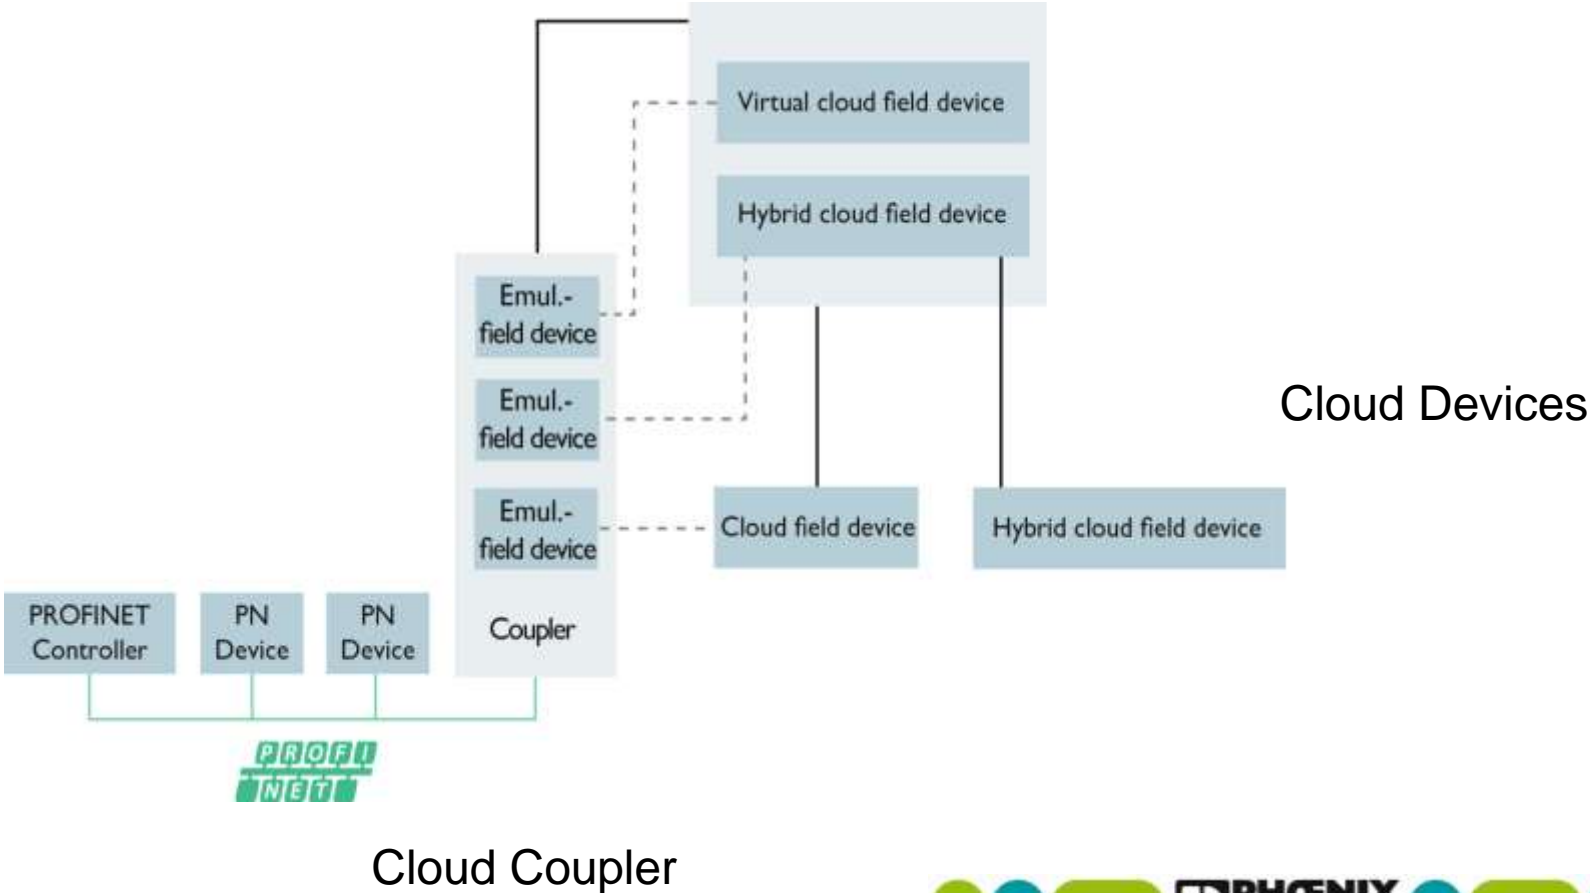 Virtual cloud field device
Hybrid cloud field device
Emul.-
field device
Emul.-
field device
Cloud Devices
Emul.-
field device
Cloud field device
Hybrid cloud field device
PROFINET
Controller
PN
Device
PN
Device
Coupler
PROFI
NET
Cloud Coupler
PHŒNIX